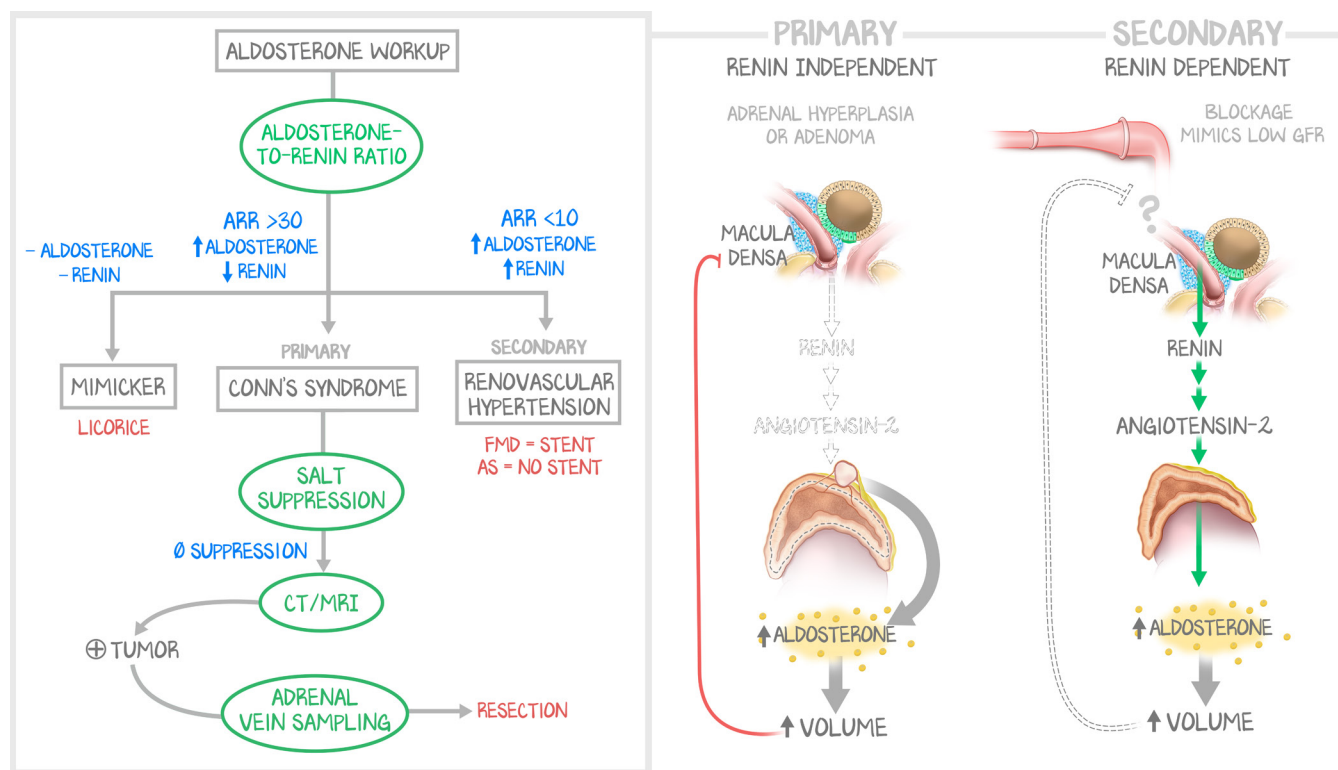 ALDOSTERONE WORKUP
ALDOSTERONE-
TO-RENIN RATIO
- ALDOSTERONE
- RENIN
ARR >30
↑ALDOSTERONE
↓ RENIN
ARR <10
↑ALDOSTERONE
↑ RENIN
MIMICKER
LICORICE
PRIMARY
CONN'S SYNDROME
SECONDARY
RENOVASCULAR
HYPERTENSION
FMD = STENT
AS = NO STENT
SALT
SUPPRESSION
Ø SUPPRESSION
CT/MRI
⊕ TUMOR
ADRENAL
VEIN SAMPLING
RESECTION
PRIMARY
RENIN INDEPENDENT
ADRENAL HYPERPLASIA
OR ADENOMA
MACULA
DENSA
RENIN
ANGIOTENSIN-2
↑ ALDOSTERONE
↑ VOLUME
SECONDARY
RENIN DEPENDENT
BLOCKAGE
MIMICS LOW GFR
?
MACULA
DENSA
RENIN
ANGIOTENSIN-2
↑ ALDOSTERONE
↑ VOLUME